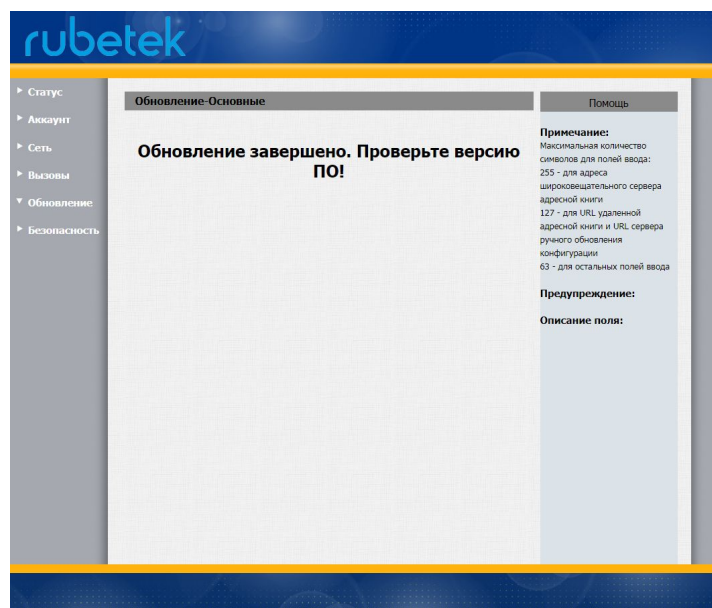 rubetek
Статус
Аккаунт
Сеть
Вызовы
Обновление
Безопасность
Обновление-Основные
Обновление завершено. Проверьте версию
ПО!
Помощь
Примечание:
Максимальная количество
символов для полей ввода:
255 - для адреса
широковещательного сервера
адресной книги
127 - для URL удаленной
адресной книги и URL сервера
ручного обновления
конфигурации
63 - для остальных полей ввода
Предупреждение:
Описание поля: